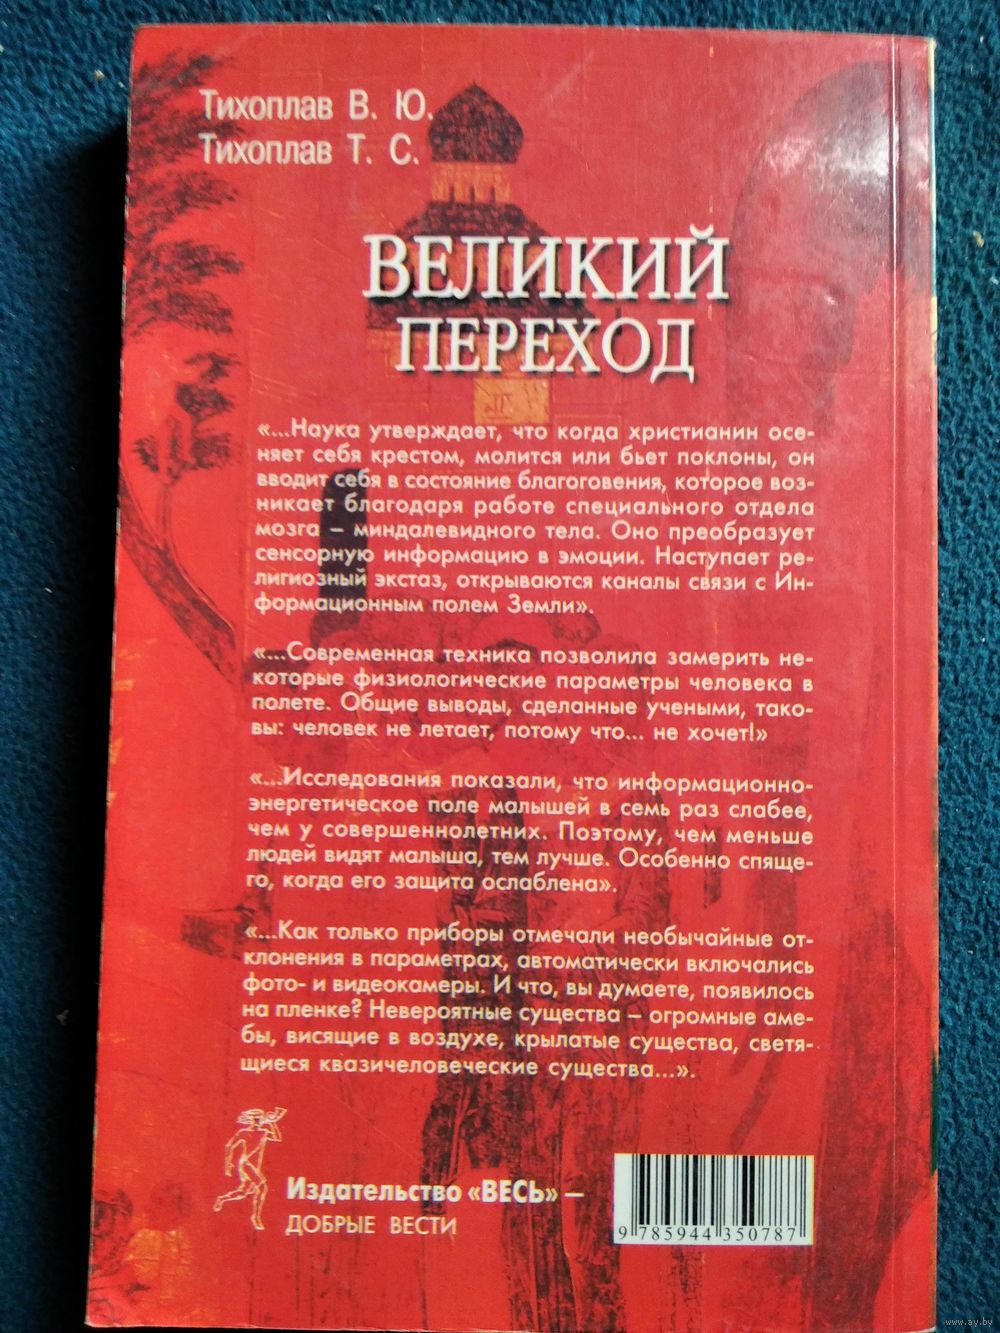 Тихоплав В. Ю.
Тихоплав Т. С.
ВЕЛИКИЙ
ПЕРЕХОД
«...Наука утверждает, что когда христианин осе-
няет себя крестом, молится или бьет поклоны, он
вводит себя в состояние благоговения, которое воз-
никает благодаря работе специального отдела
мозга – миндалевидного тела. Оно преобразует
сенсорную информацию в эмоции. Наступает ре-
лигиозный экстаз, открываются каналы связи с Ин-
формационным полем Земли».
«...Современная техника позволила замерить не-
которые физиологические параметры человека в
полете. Общие выводы, сделанные учеными, тако-
вы: человек не летает, потому что... не хочет!»
«...Исследования показали, что информационно-
энергетическое поле малышей в семь раз слабее,
чем у совершеннолетних. Поэтому, чем меньше
людей видят малыша, тем лучше. Особенно спяще-
го, когда его защита ослаблена».
«...Как только приборы отмечали необычайные от-
клонения в параметрах, автоматически включались
фото- и видеокамеры. И что, вы думаете, появилось
на пленке? Невероятные существа – огромные аме-
бы, висящие в воздухе, крылатые существа, светя-
щиеся квазичеловеческие существа...».
Издательство «ВЕСЬ» –
ДОБРЫЕ ВЕСТИ
9 785944 350787
www.ay.by